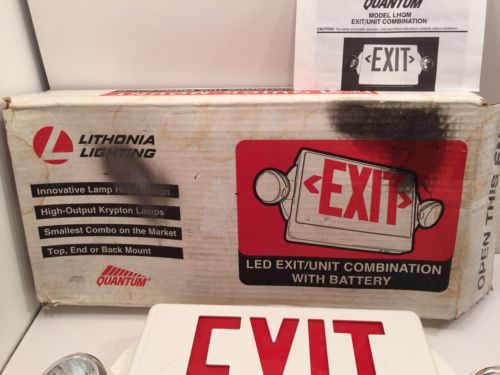 QUANTUM
MODEL LHQM
EXIT/UNIT COMBINATION
EXIT
LITHONIA
LIGHTING
Innovative Lamp Head Design
High-Output Krypton Lamps
Smallest Combo on the Market
Top, End or Back Mount
QUANTUM
EXIT
LED EXIT/UNIT COMBINATION
WITH BATTERY
OPEN THIS
EXIT